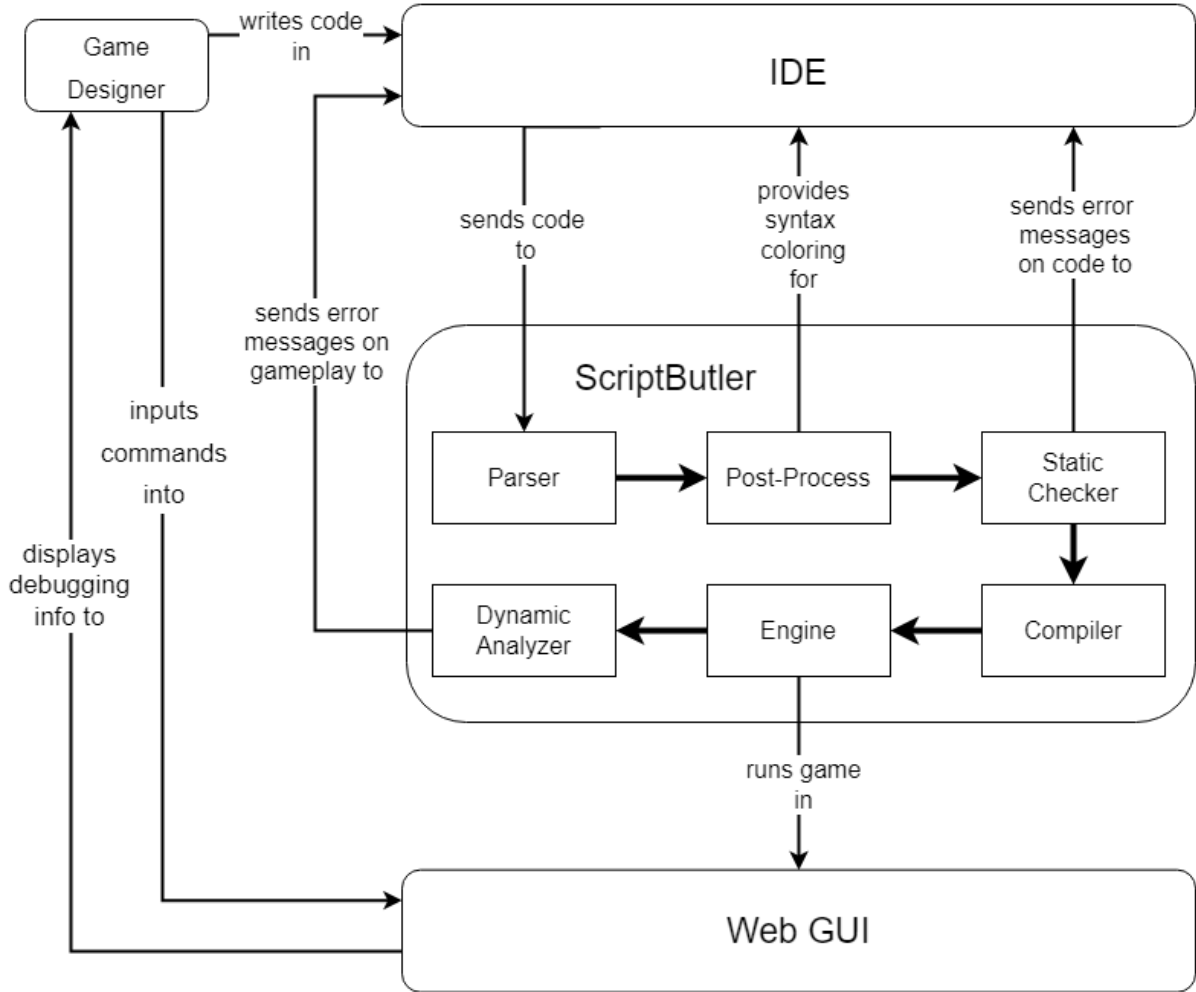 Game
Designer
writes code
in
IDE
sends code
to
provides
syntax
coloring
for
sends error
messages
on code to
sends error
messages on
gameplay to
inputs
commands
into
displays
debugging
info to
ScriptButler
Parser
Post-Process
Static
Checker
Dynamic
Analyzer
Engine
Compiler
runs game
in
Web GUI